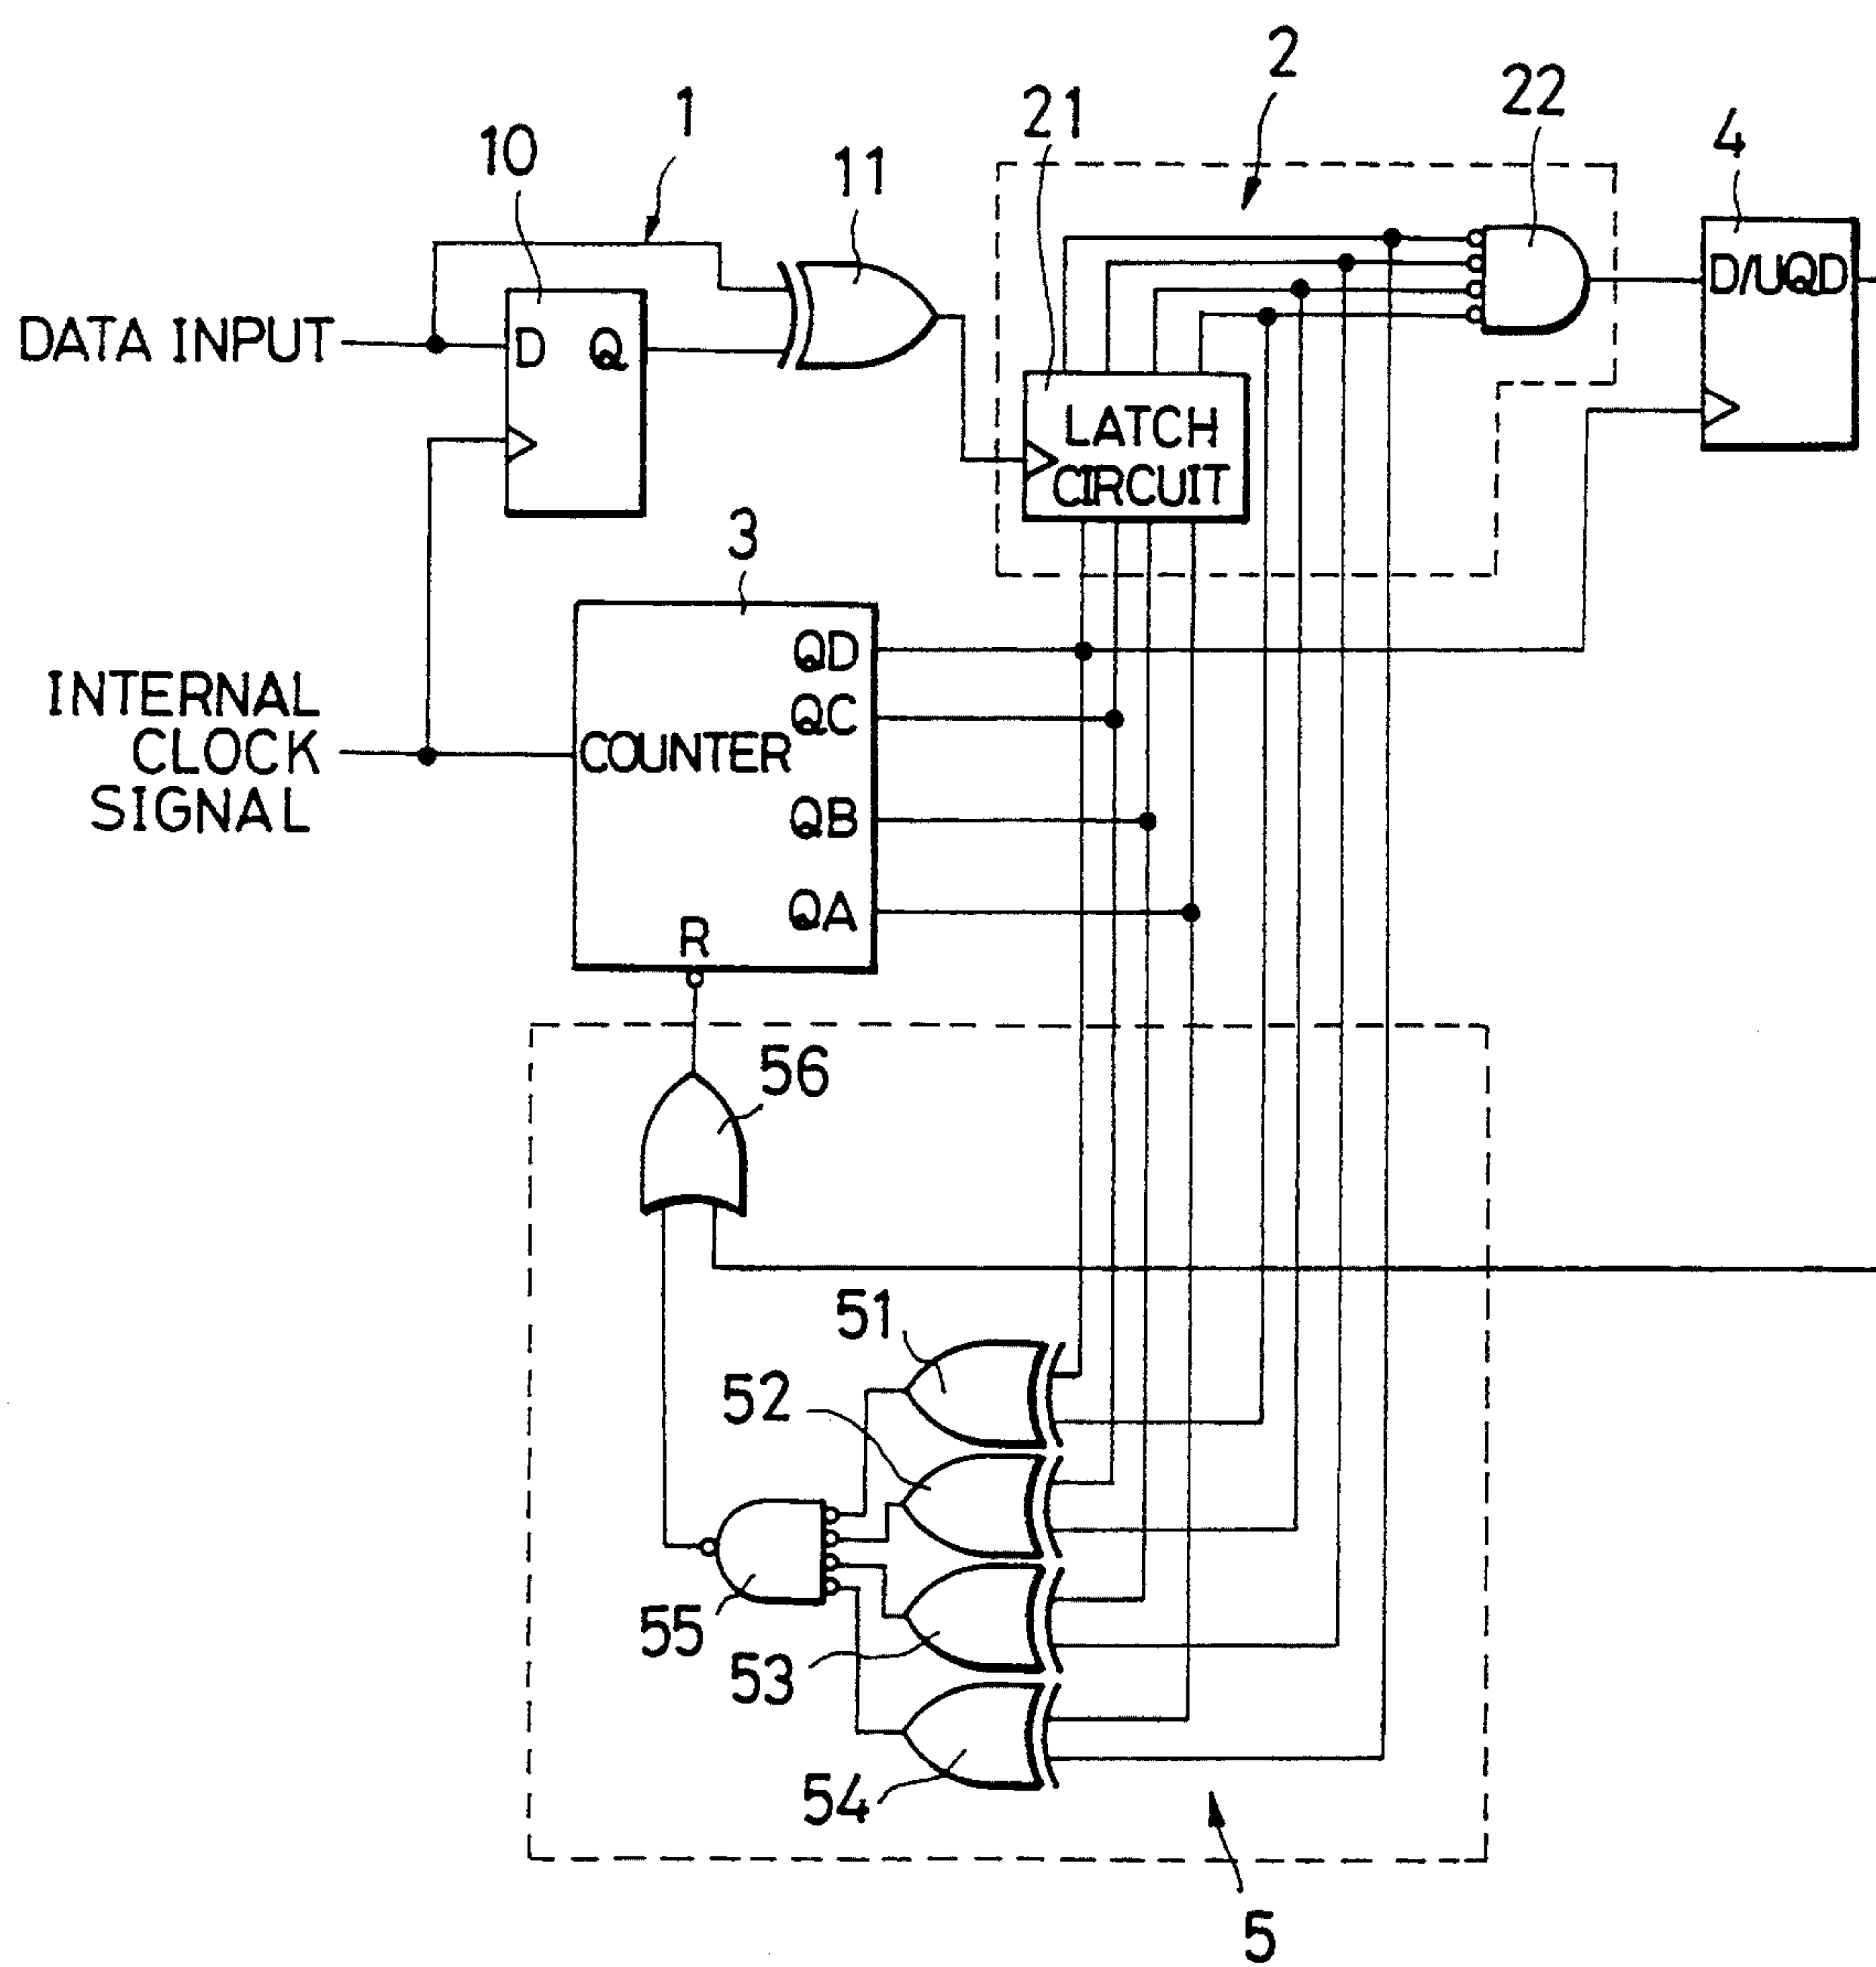 2
22
1
21
4
10
11
D/UQD
DATA INPUT
D Q
LATCH
CIRCUIT
3
QD
INTERNAL
CLOCK
SIGNAL
QC
COUNTER
QB
QA
R
56
51
52
55
53
54
5